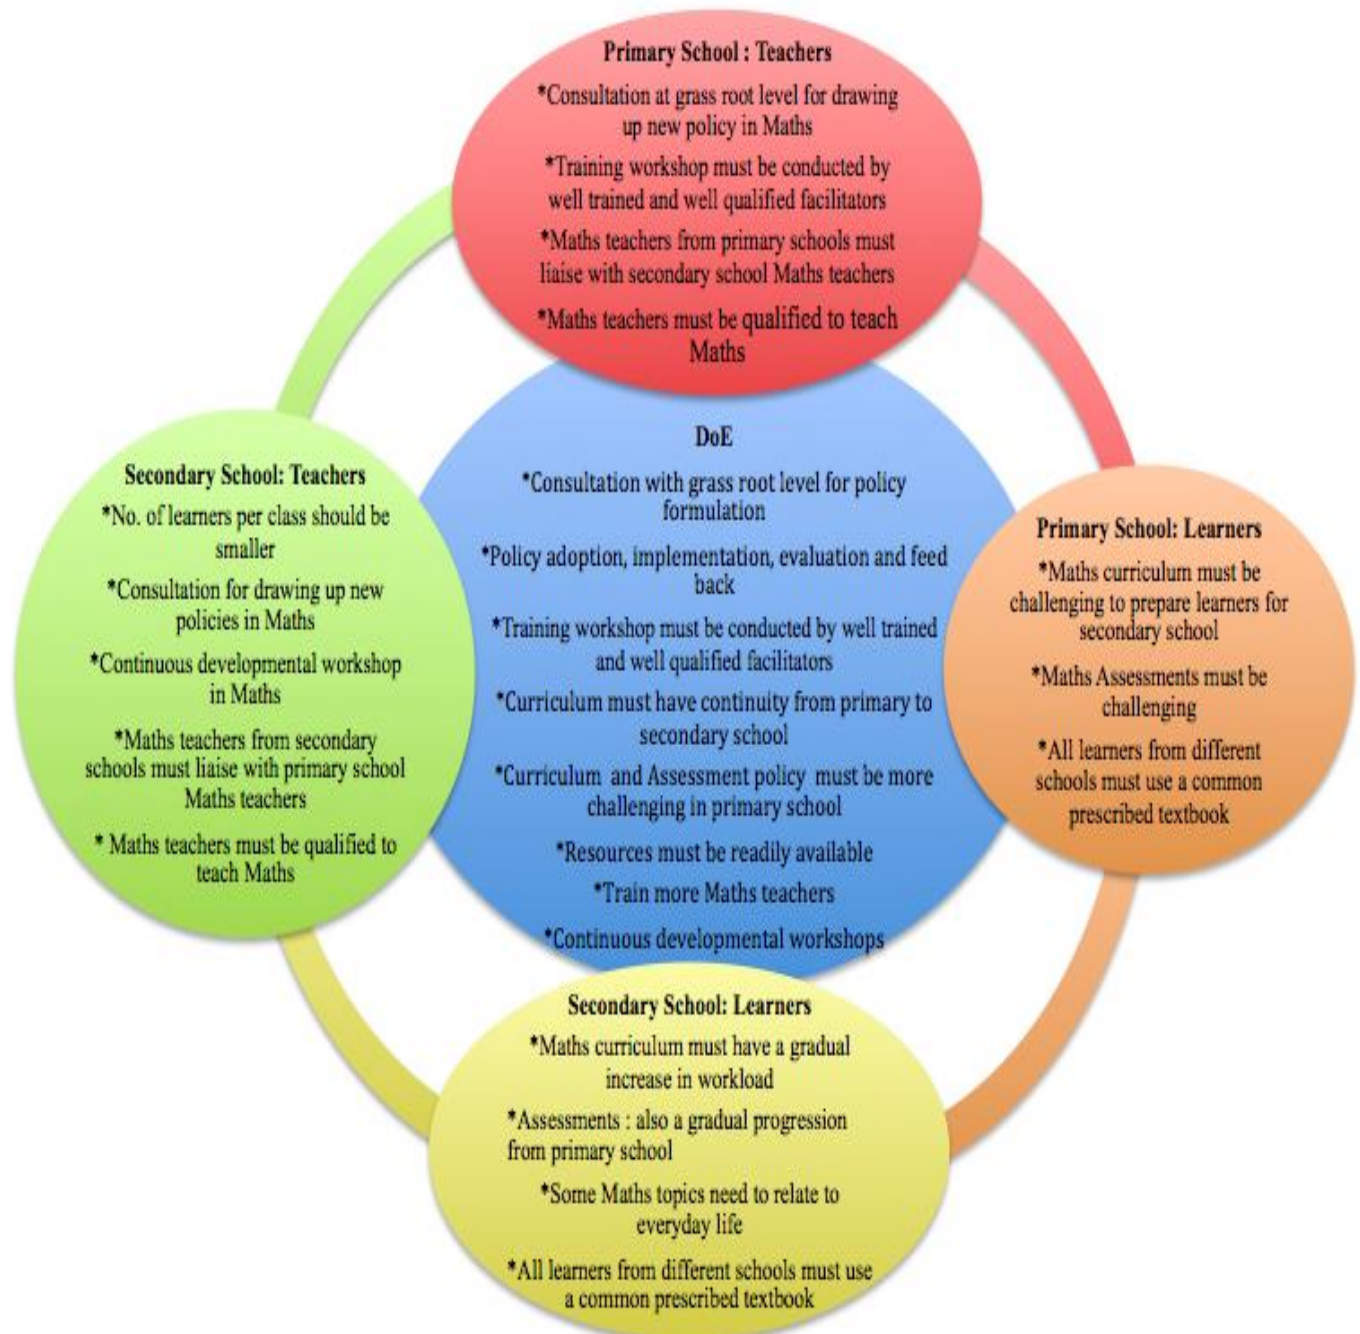 Primary School : Teachers
*Consultation at grass root level for drawing
up new policy in Maths
*Training workshop must be conducted by
well trained and well qualified facilitators
*Maths teachers from primary schools must
liaise with secondary school Maths teachers
*Maths teachers must be qualified to teach
Maths
DoE
*Consultation with grass root level for policy
formulation
*Policy adoption, implementation, evaluation and feed
back
*Training workshop must be conducted by well trained
and well qualified facilitators
*Curriculum must have continuity from primary to
secondary school
*Curriculum and Assessment policy must be more
challenging in primary school
*Resources must be readily available
*Train more Maths teachers
*Continuous developmental workshops
Secondary School: Teachers
*No. of learners per class should be
smaller
*Consultation for drawing up new
policies in Maths
*Continuous developmental workshop
in Maths
*Maths teachers from secondary
schools must liaise with primary school
Maths teachers
* Maths teachers must be qualified to
teach Maths
Primary School: Learners
*Maths curriculum must be
challenging to prepare learners for
secondary school
*Maths Assessments must be
challenging
*All learners from different
schools must use a common
prescribed textbook
Secondary School: Learners
*Maths curriculum must have a gradual
increase in workload
*Assessments : also a gradual progression
from primary school
*Some Maths topics need to relate to
everyday life
*All learners from different schools must use
a common prescribed textbook